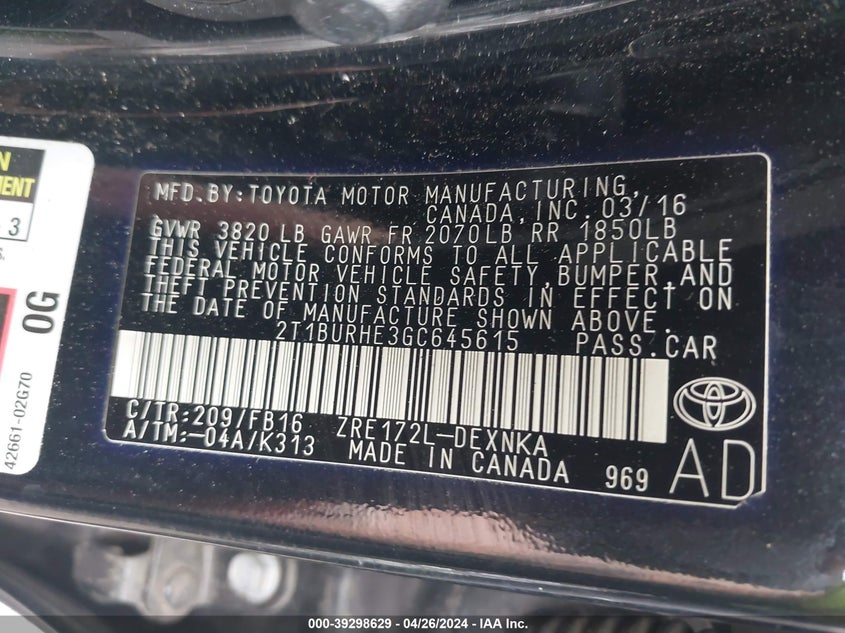 MFD.BY:TOYOTA MOTOR MANUFACTURING,
CANADA, INC. 03/16
GVWR 3820 LB GAWR FR 2070LB RR 1850LB
THIS VEHICLE CONFORMS TO ALL APPLICABLE
FEDERAL MOTOR VEHICLE SAFETY, BUMPER, AND
THEFT PREVENTION STANDARDS IN EFFECT ON
THE DATE OF MANUFACTURE SHOWN ABOVE.
2T1BURHE3GC645615 PASS.CAR
C/TR:209/FB16 ZRE172L-DEXNKA
A/TM:-04A/K313 MADE IN CANADA 969 AD
3
OG
42661-02G70
000-39298629 - 04/26/2024 - IAA Inc.